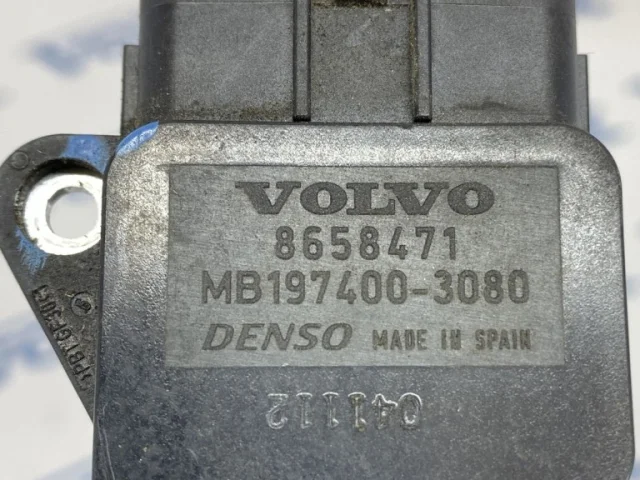 VOLVO
8658471
MB197400-3080
DENSO MADE IN SPAIN
041112